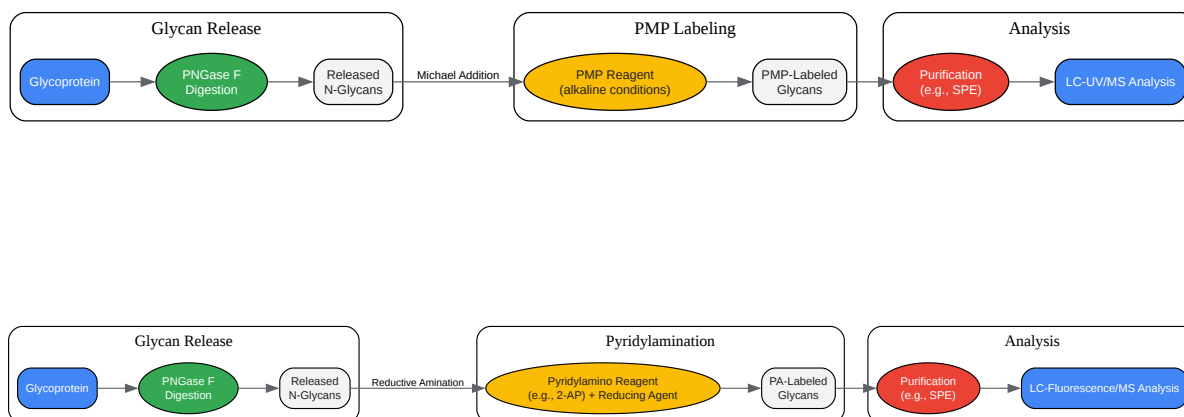 Glycan Release
PMP Labeling
Analysis
Glycoprotein
PNGase F
Digestion
Released
N-Glycans
Michael Addition
PMP Reagent
(alkaline conditions)
PMP-Labeled
Glycans
Purification
(e.g., SPE)
LC-UV/MS Analysis
Glycan Release
Pyridylamination
Analysis
Glycoprotein
PNGase F
Digestion
Released
N-Glycans
Reductive Amination
Pyridylamino Reagent
(e.g., 2-AP) + Reducing Agent
PA-Labeled
Glycans
Purification
(e.g., SPE)
LC-Fluorescence/MS Analysis